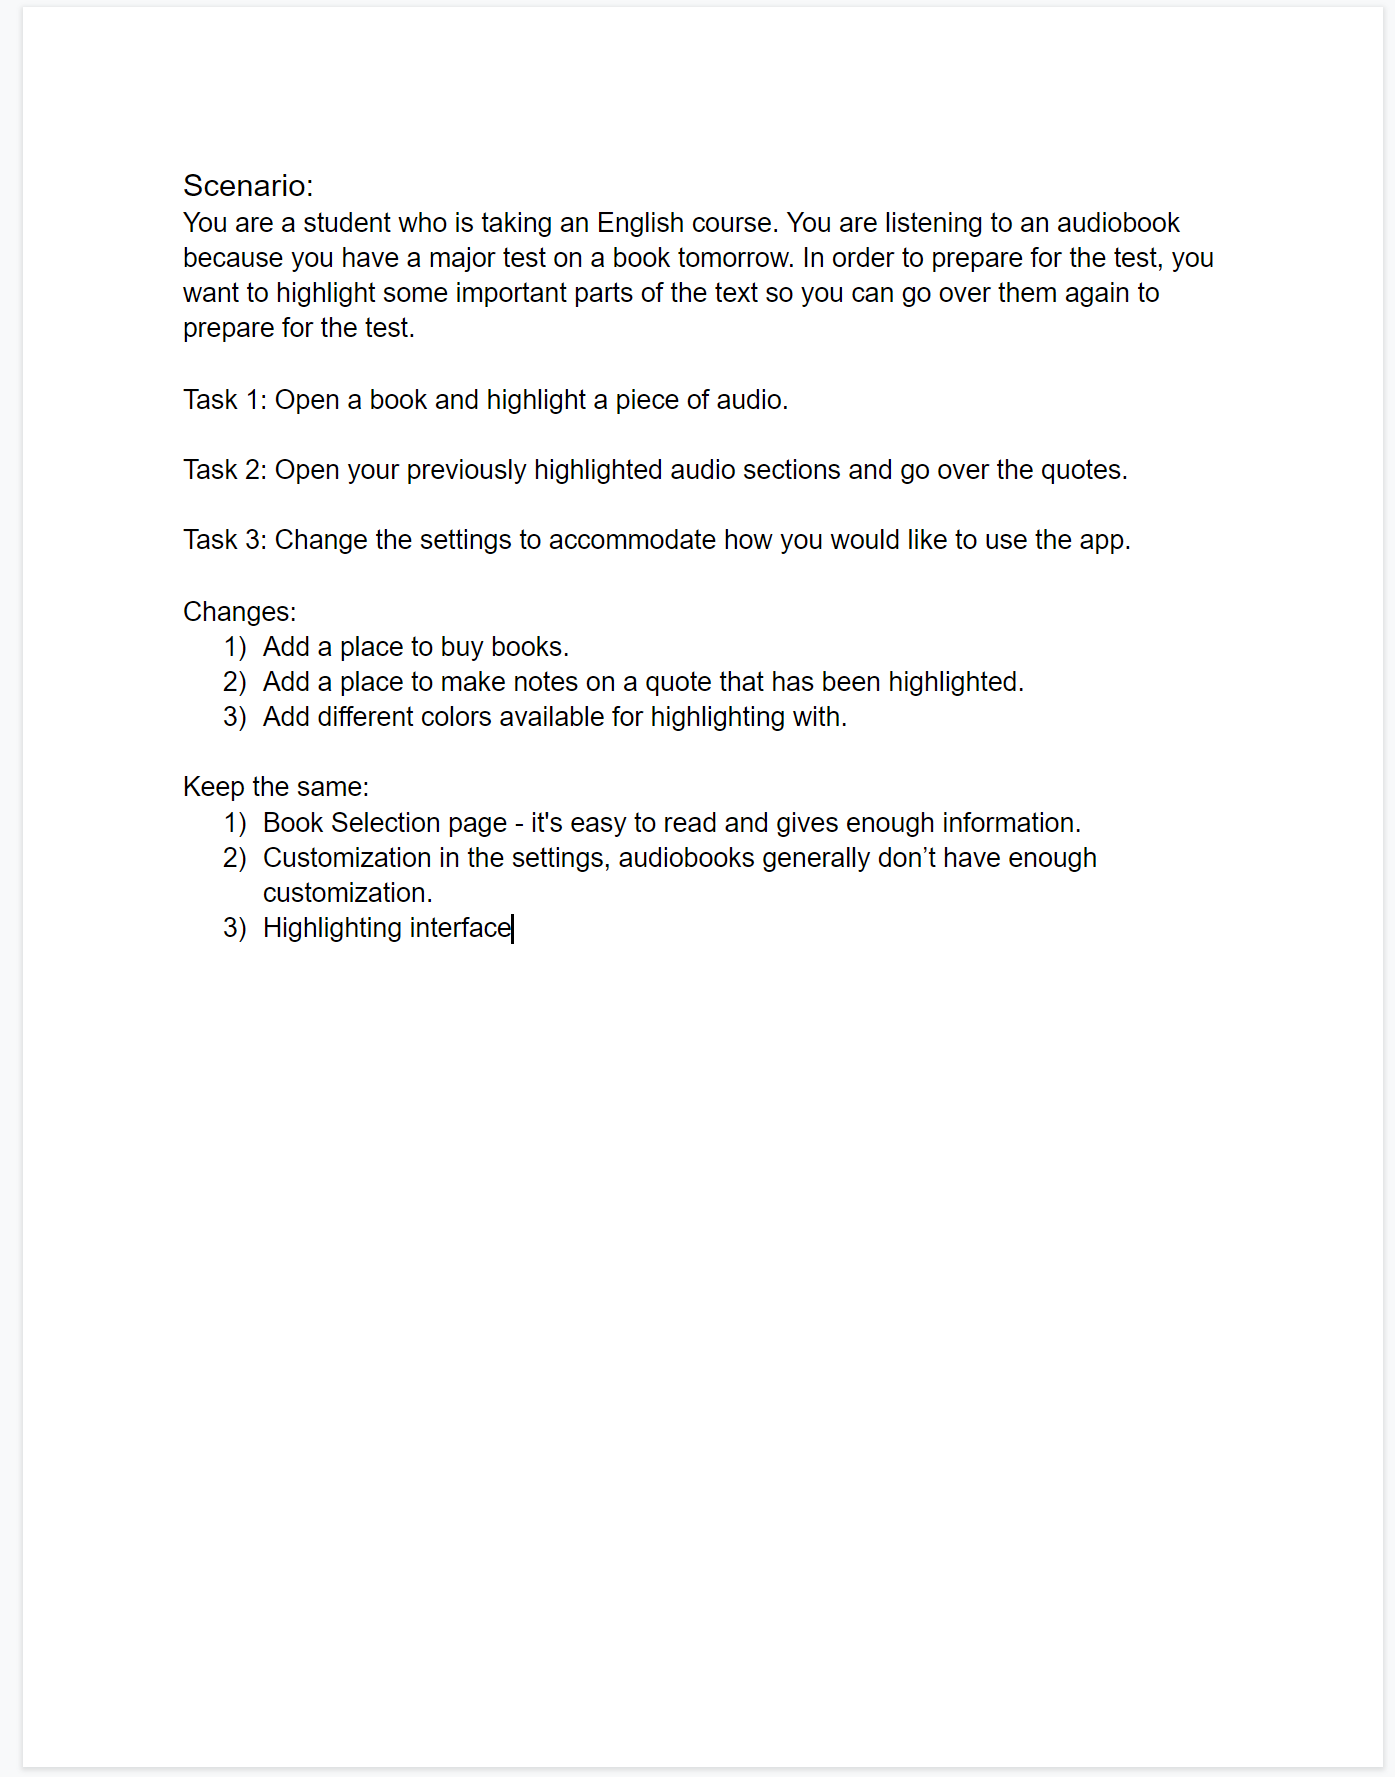 Scenario:
You are a student who is taking an English course. You are listening to an audiobook
because you have a major test on a book tomorrow. In order to prepare for the test, you
want to highlight some important parts of the text so you can go over them again to
prepare for the test.
Task 1: Open a book and highlight a piece of audio.
Task 2: Open your previously highlighted audio sections and go over the quotes.
Task 3: Change the settings to accommodate how you would like to use the app.
Changes:
1) Add a place to buy books.
2) Add a place to make notes on a quote that has been highlighted.
3) Add different colors available for highlighting with.
Keep the same:
1) Book Selection page - it's easy to read and gives enough information.
2) Customization in the settings, audiobooks generally don’t have enough
customization.
3) Highlighting interface